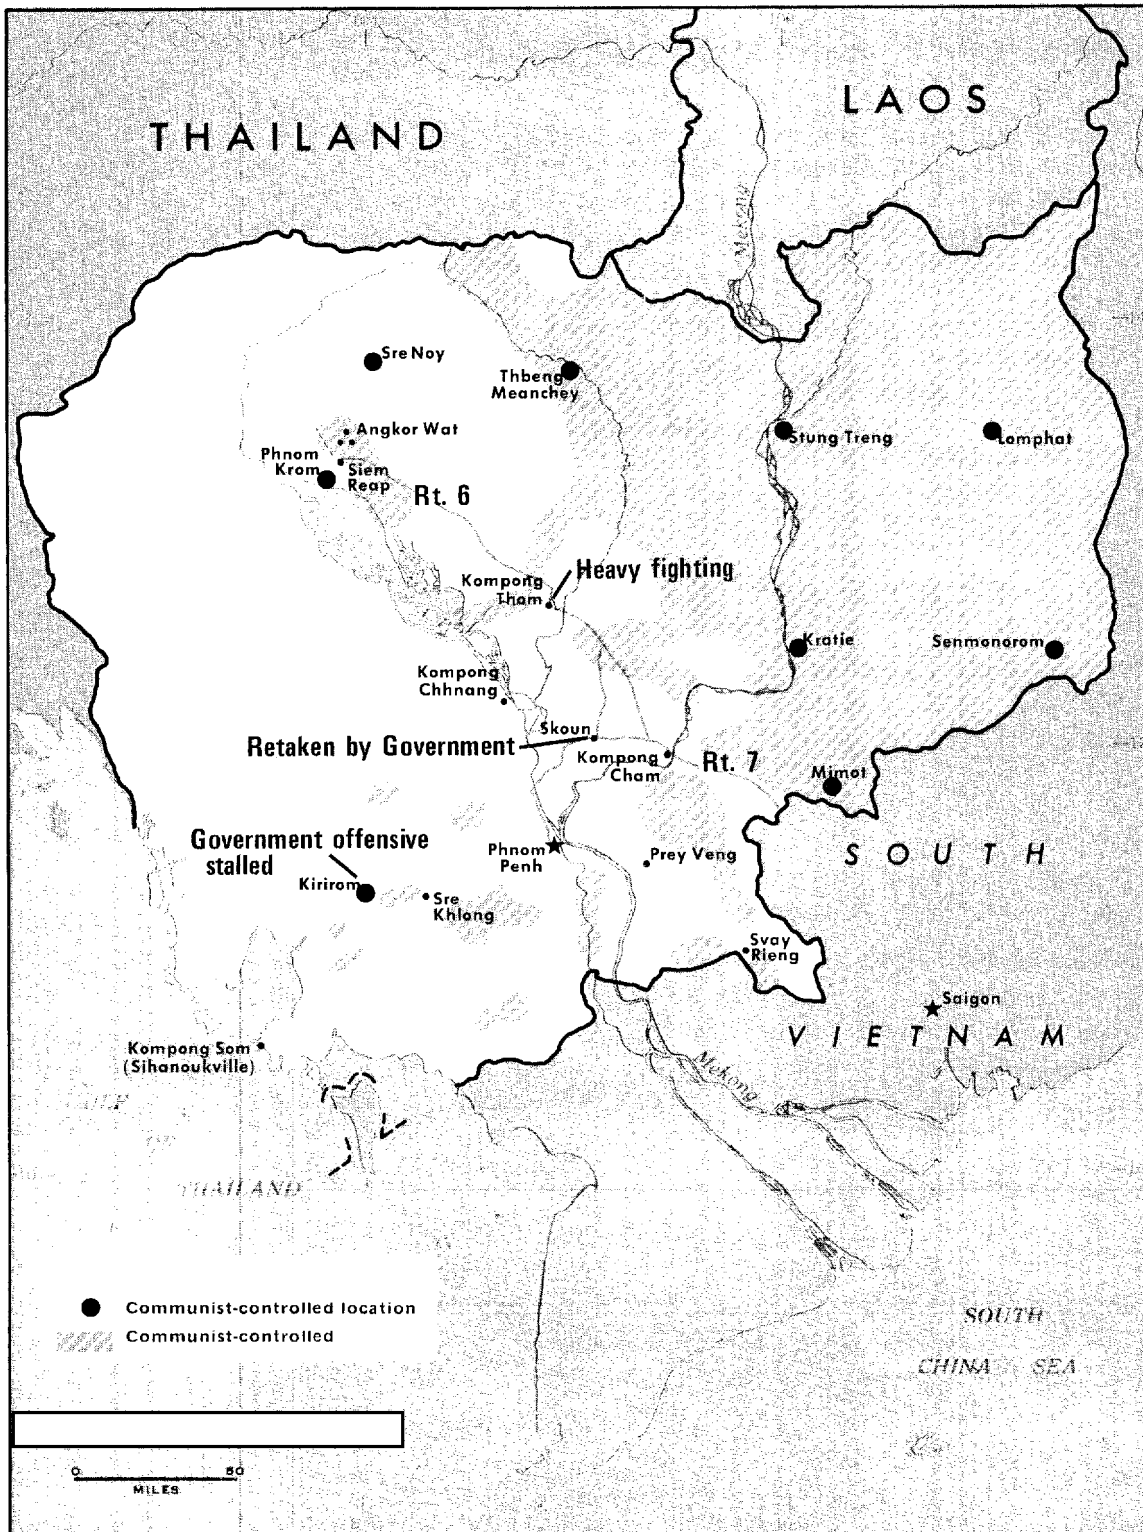 THAILAND
LAOS
Mekong
Sre Noy
Thbeng
Meanchey
Angkor Wat
Phnom
Krom
Siem
Reap
Rt. 6
Stung Treng
Lomphat
Kompong
Thom
Heavy fighting
Kratie
Senmonorom
Kompong
Chhnang
Skoun
Retaken by Government
Kompong
Cham
Rt. 7
Mimot
Government offensive
stalled
Kirirom
Sre
Khlong
Phnom
Penh
Prey Veng
SOUTH
Svay
Rieng
Saigon
VIETNAM
Kompong Som
(Sihanoukville)
Mekong
THAILAND
Communist-controlled location
Communist-controlled
SOUTH
CHINA SEA
0 50
MILES